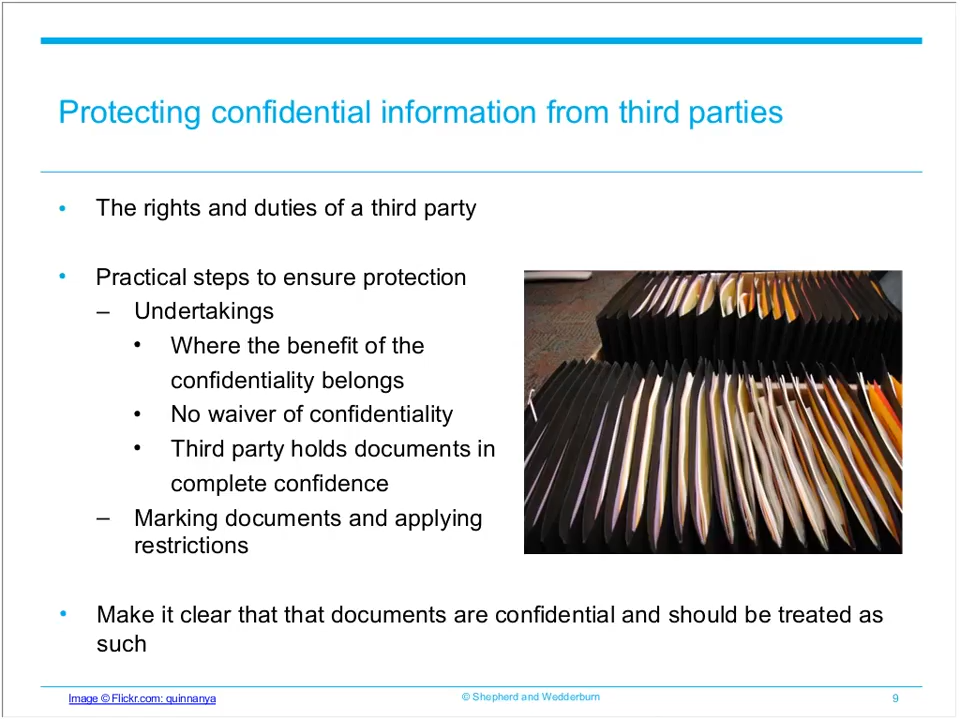 Protecting confidential information from third parties
• The rights and duties of a third party
• Practical steps to ensure protection
– Undertakings
• Where the benefit of the
confidentiality belongs
• No waiver of confidentiality
• Third party holds documents in
complete confidence
– Marking documents and applying
restrictions
• Make it clear that that documents are confidential and should be treated as
such
Image © Flickr.com: quinnanya
© Shepherd and Wedderburn
9